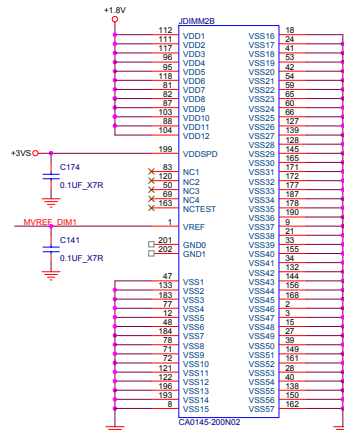 +1.8V
JDIMM2B
112 VDD1 VSS16 18
111 VDD2 VSS17 24
117 VDD3 VSS18 41
96 VDD4 VSS19 53
95 VDD5 VSS20 42
118 VDD6 VSS21 54
81 VDD7 VSS22 59
82 VDD8 VSS23 65
87 VDD9 VSS24 60
103 VDD10 VSS25 66
88 VDD11 VSS26 127
104 VDD12 VSS27 139
VSS28 128
+3VS 199 VDDSPD VSS29 145
VSS30 165
C174 83 NC1 VSS31 171
120 NC2 VSS32 172
0.1UF_X7R 50 NC3 VSS33 177
69 NC4 VSS34 187
163 NCTEST VSS35 178
VSS36 190
MVREF_DIM1 1 VREF VSS37 9
VSS38 21
C141 201 GND0 VSS39 33
202 GND1 VSS40 155
0.1UF_X7R VSS41 34
VSS42 132
47 VSS1 VSS43 144
133 VSS2 VSS44 156
183 VSS3 VSS45 168
77 VSS4 VSS46 2
12 VSS5 VSS47 3
48 VSS6 VSS48 15
184 VSS7 VSS49 27
78 VSS8 VSS50 39
71 VSS9 VSS51 149
72 VSS10 VSS52 161
121 VSS11 VSS53 28
122 VSS12 VSS54 40
196 VSS13 VSS55 138
193 VSS14 VSS56 150
8 VSS15 VSS57 162
CA0145-200N02